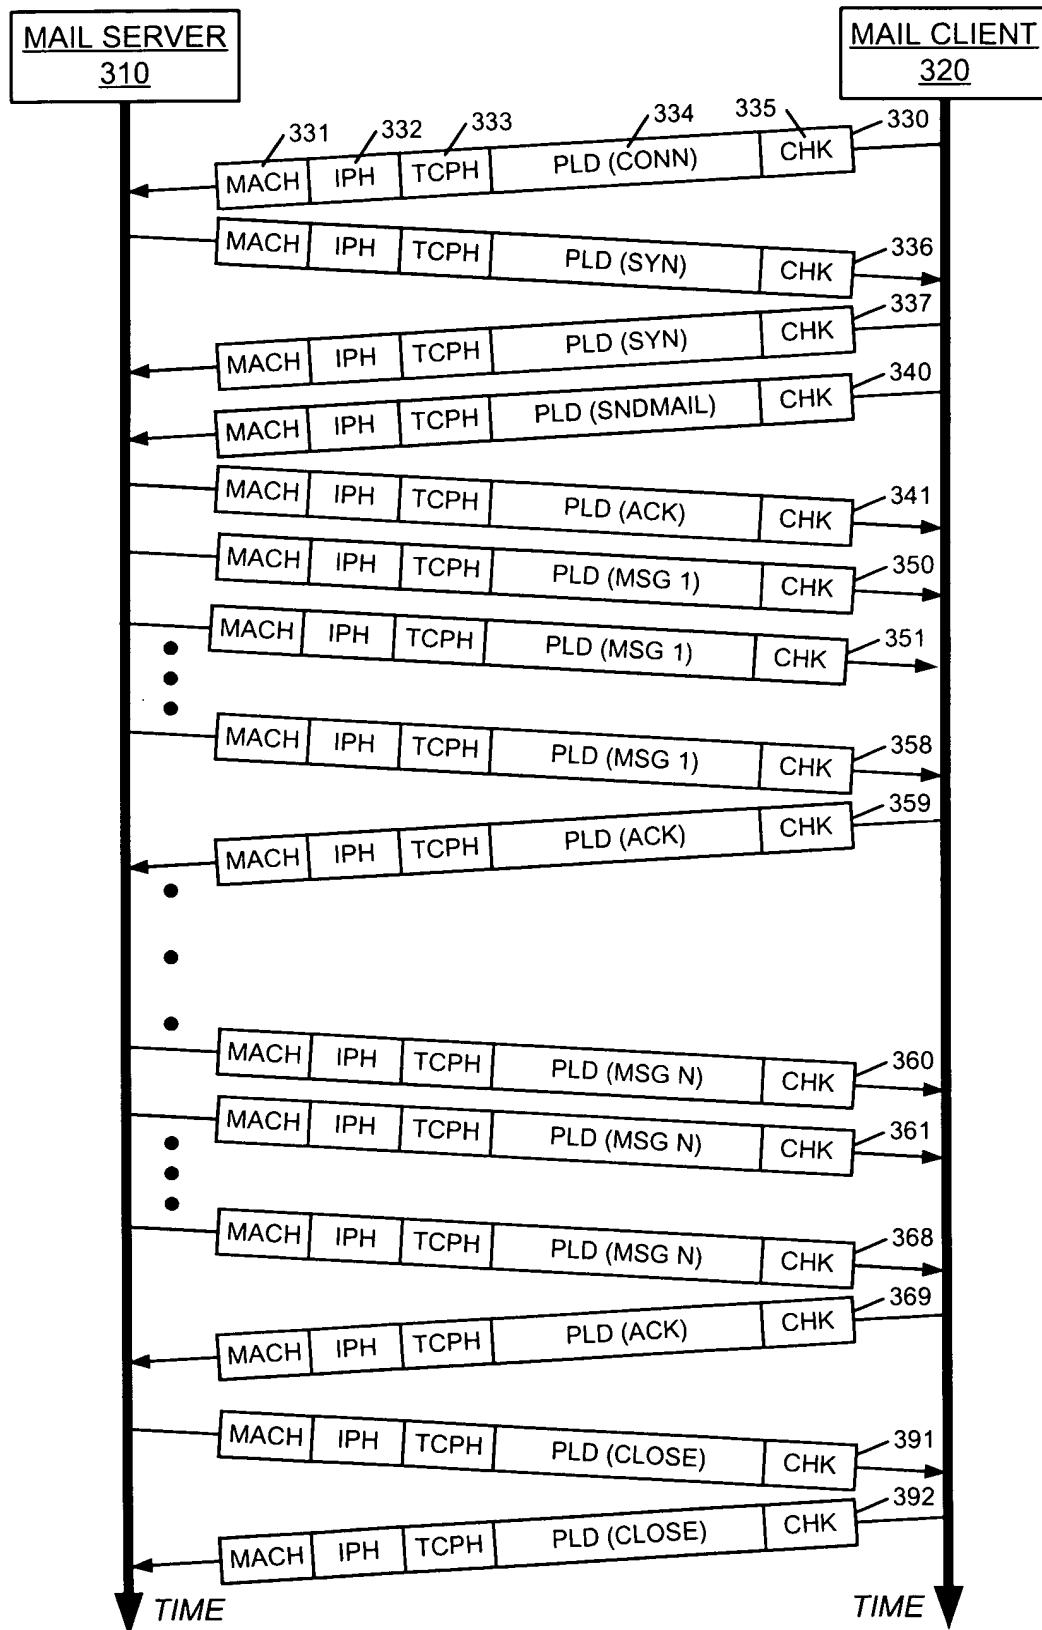 MAIL SERVER
310
MAIL CLIENT
320
331
332
333
334
335
330
MACH IPH TCPH PLD (CONN) CHK
MACH IPH TCPH PLD (SYN) CHK
336
MACH IPH TCPH PLD (SYN) CHK
337
MACH IPH TCPH PLD (SNDMAIL) CHK
340
MACH IPH TCPH PLD (ACK) CHK
341
MACH IPH TCPH PLD (MSG 1) CHK
350
MACH IPH TCPH PLD (MSG 1) CHK
351
MACH IPH TCPH PLD (MSG 1) CHK
358
MACH IPH TCPH PLD (ACK) CHK
359
MACH IPH TCPH PLD (MSG N) CHK
360
MACH IPH TCPH PLD (MSG N) CHK
361
MACH IPH TCPH PLD (MSG N) CHK
368
MACH IPH TCPH PLD (ACK) CHK
369
MACH IPH TCPH PLD (CLOSE) CHK
391
MACH IPH TCPH PLD (CLOSE) CHK
392
TIME
TIME